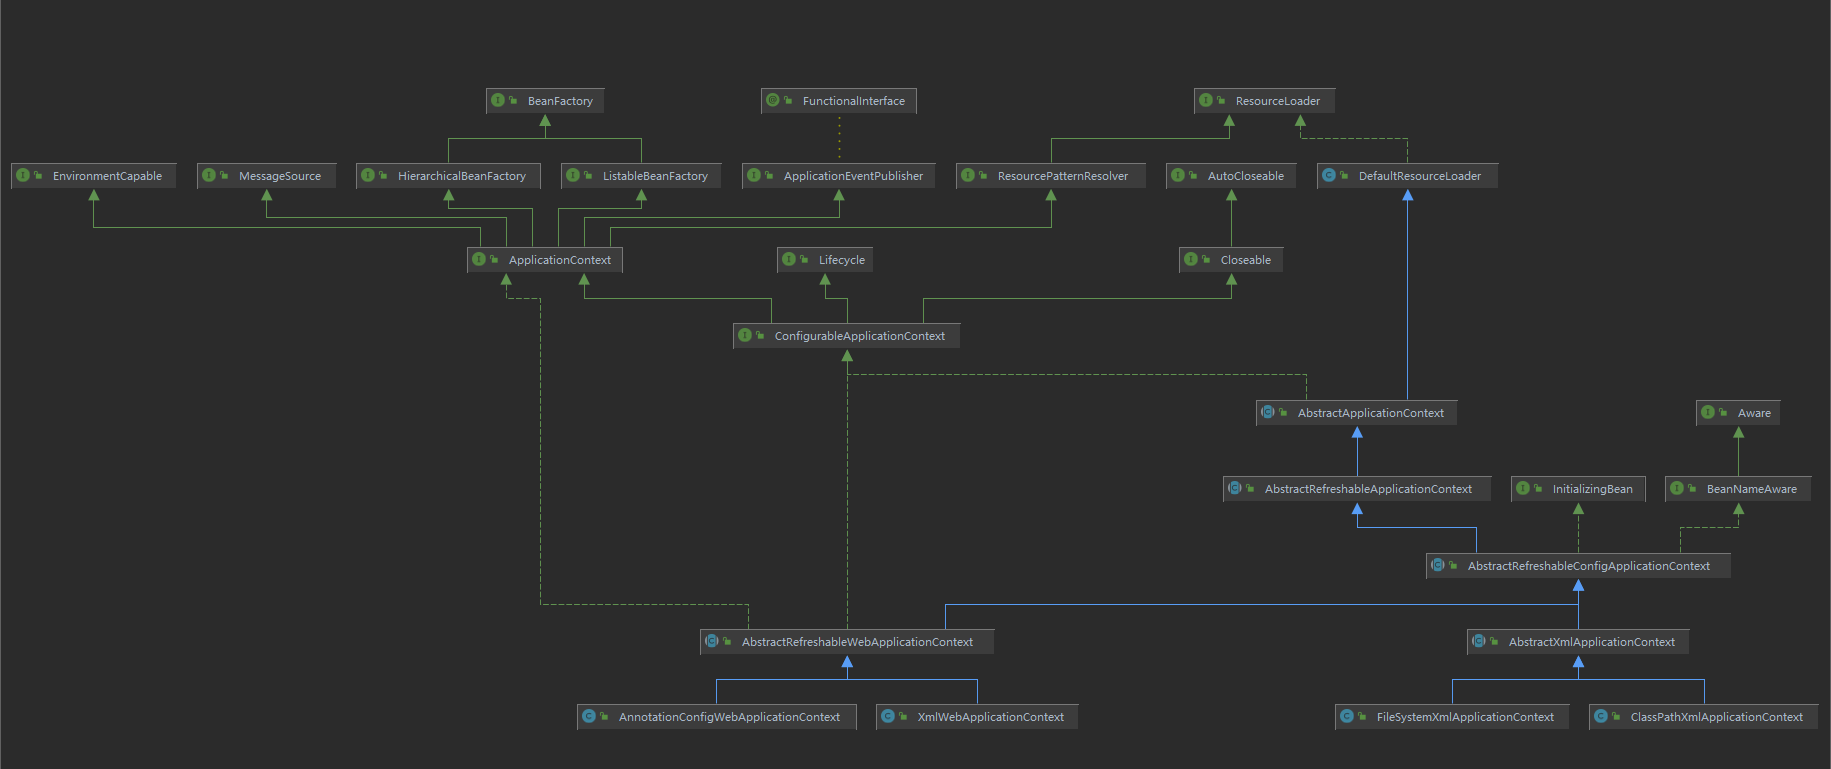 BeanFactory
FunctionalInterface
ResourceLoader
EnvironmentCapable
MessageSource
HierarchicalBeanFactory
ListableBeanFactory
ApplicationEventPublisher
ResourcePatternResolver
AutoCloseable
DefaultResourceLoader
ApplicationContext
Lifecycle
Closeable
ConfigurableApplicationContext
AbstractApplicationContext
Aware
AbstractRefreshableApplicationContext
InitializingBean
BeanNameAware
AbstractRefreshableConfigApplicationContext
AbstractRefreshableWebApplicationContext
AbstractXmlApplicationContext
AnnotationConfigWebApplicationContext
XmlWebApplicationContext
FileSystemXmlApplicationContext
ClassPathXmlApplicationContext